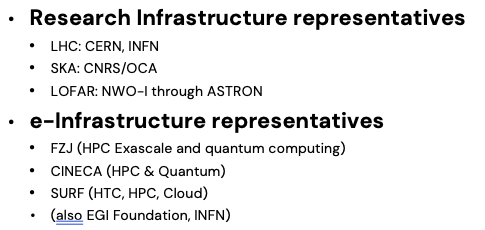 • Research Infrastructure representatives
• LHC: CERN, INFN
• SKA: CNRS/OCA
• LOFAR: NWO-I through ASTRON
• e-Infrastructure representatives
• FZJ (HPC Exascale and quantum computing)
• CINECA (HPC & Quantum)
• SURF (HTC, HPC, Cloud)
• (also EGI Foundation, INFN)